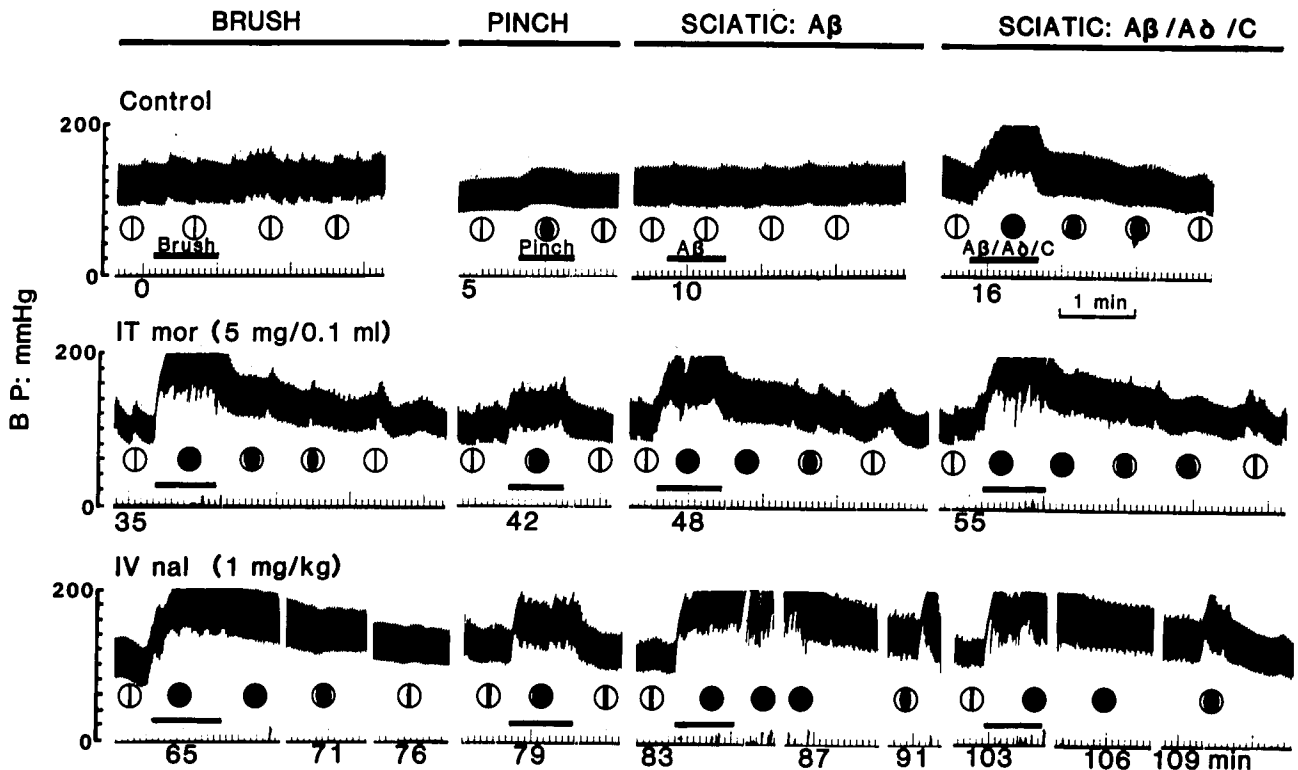 BRUSH PINCH SCIATIC: Aβ SCIATIC: Aβ/Aδ/C
Control
200
Brush Pinch Aβ Aβ/Aδ/C
0
0 5 10 16
1 min
B P: mmHg
IT mor (5 mg/0.1 ml)
200
0
35 42 48 55
IV nal (1 mg/kg)
200
0
65 71 76 79 83 87 91 103 106 109 min